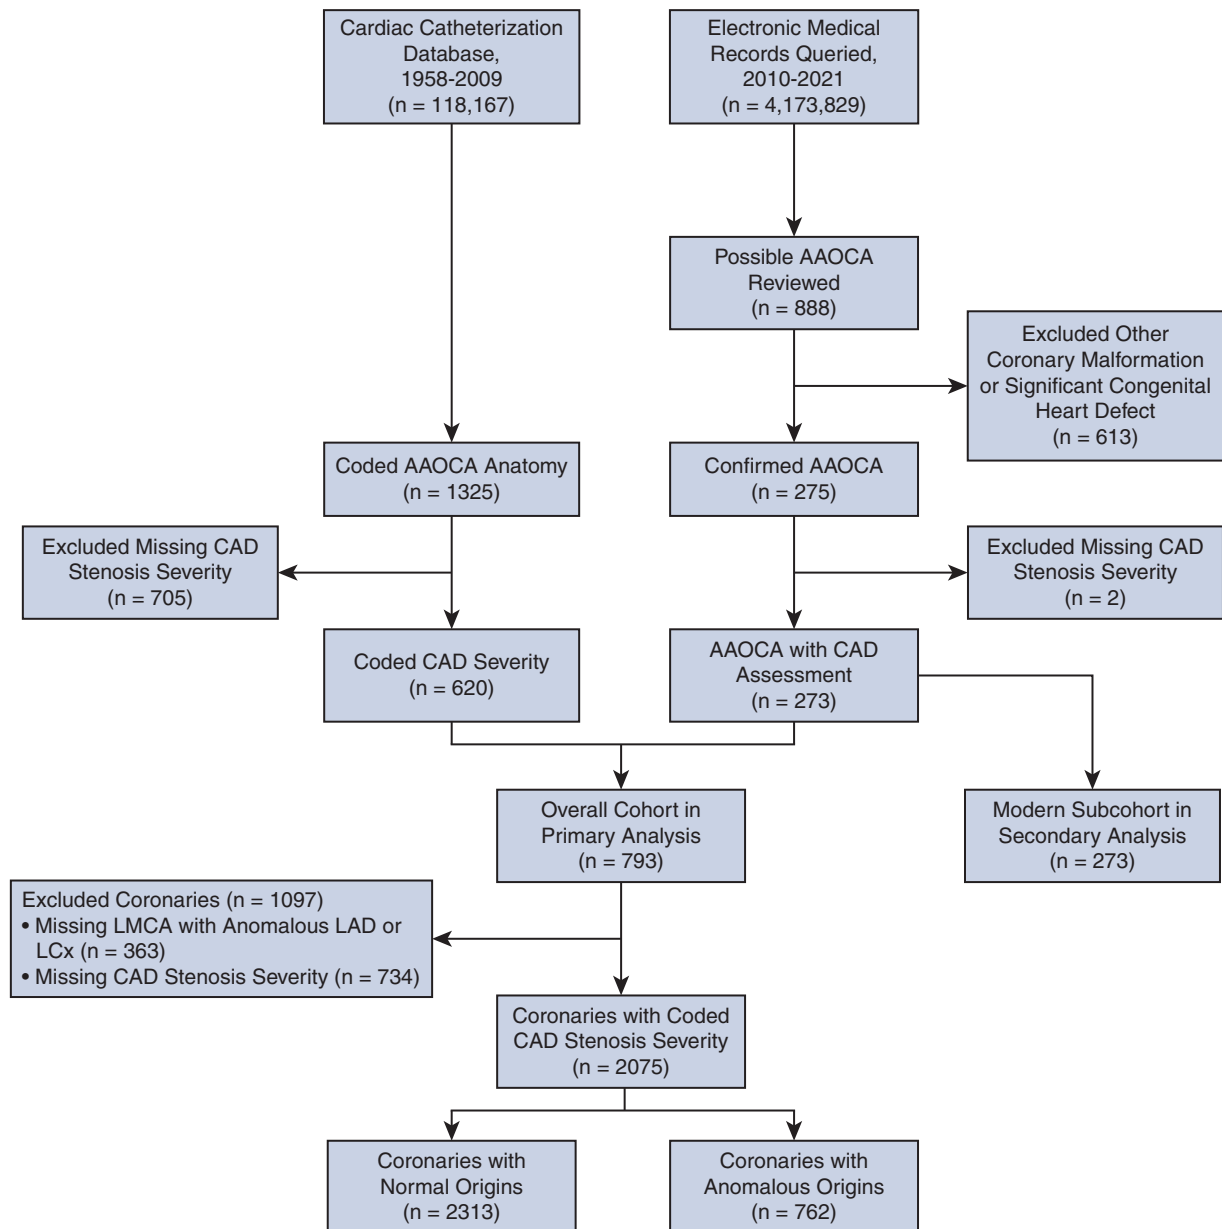 Cardiac Catheterization
Database,
1958-2009
(n = 118,167)
Electronic Medical
Records Queried,
2010-2021
(n = 4,173,829)
Possible AAOCA
Reviewed
(n = 888)
Excluded Other
Coronary Malformation
or Significant Congenital
Heart Defect
(n = 613)
Coded AAOCA Anatomy
(n = 1325)
Confirmed AAOCA
(n = 275)
Excluded Missing CAD
Stenosis Severity
(n = 705)
Excluded Missing CAD
Stenosis Severity
(n = 2)
Coded CAD Severity
(n = 620)
AAOCA with CAD
Assessment
(n = 273)
Overall Cohort in
Primary Analysis
(n = 793)
Modern Subcohort in
Secondary Analysis
(n = 273)
Excluded Coronaries (n = 1097)
• Missing LMCA with Anomalous LAD or
LCx (n = 363)
• Missing CAD Stenosis Severity (n = 734)
Coronaries with Coded
CAD Stenosis Severity
(n = 2075)
Coronaries with
Normal Origins
(n = 2313)
Coronaries with
Anomalous Origins
(n = 762)